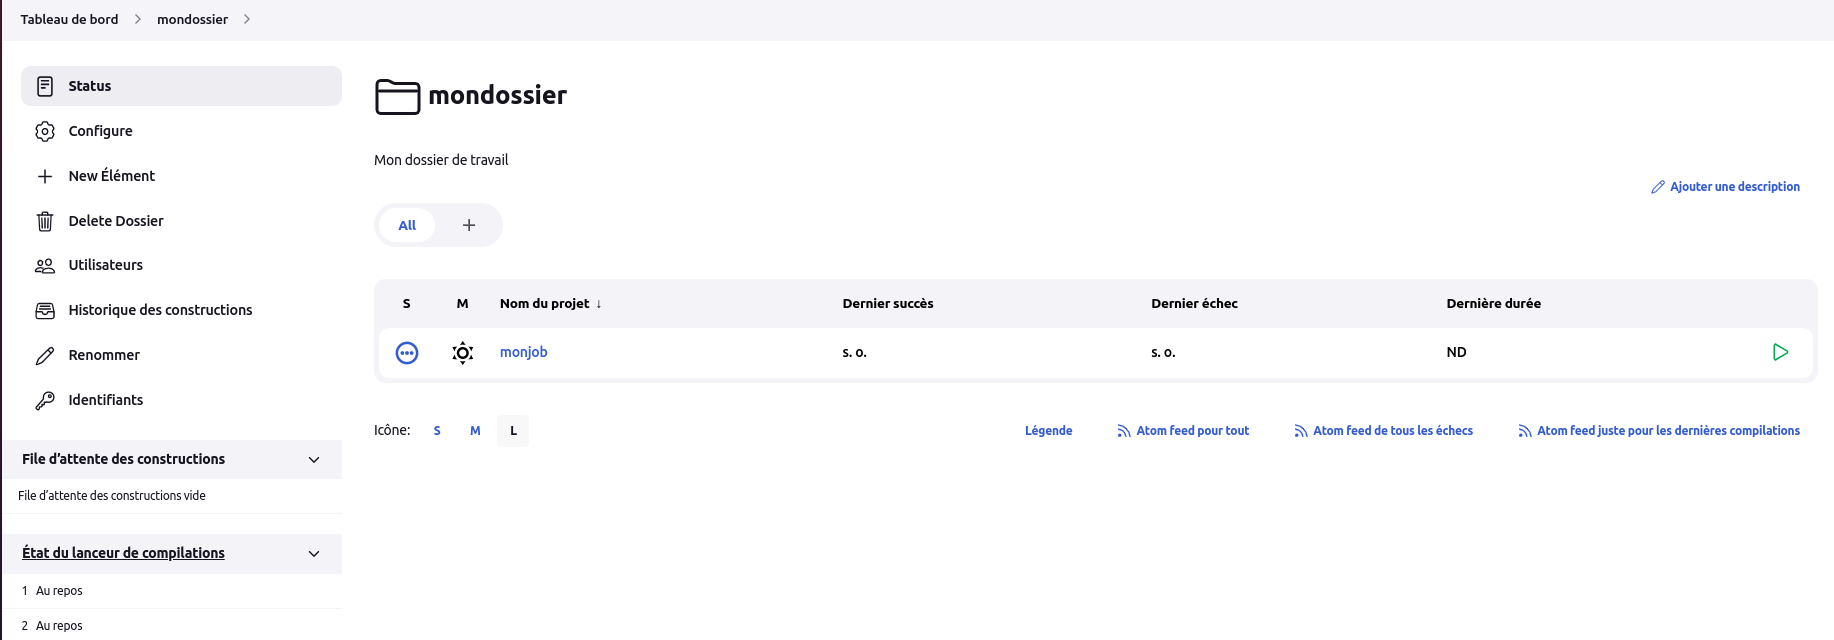 Tableau de bord > mondossier >
Status
Configure
New Élément
Delete Dossier
Utilisateurs
Historique des constructions
Renommer
Identifiants
File d’attente des constructions
File d’attente des constructions vide
État du lanceur de compilations
1 Au repos
2 Au repos
mondossier
Mon dossier de travail
Ajouter une description
All +
S M Nom du projet ↓ Dernier succès Dernier échec Dernière durée
monjob s. o. s. o. ND
Icône: S M L
Légende Atom feed pour tout Atom feed de tous les échecs Atom feed juste pour les dernières compilations